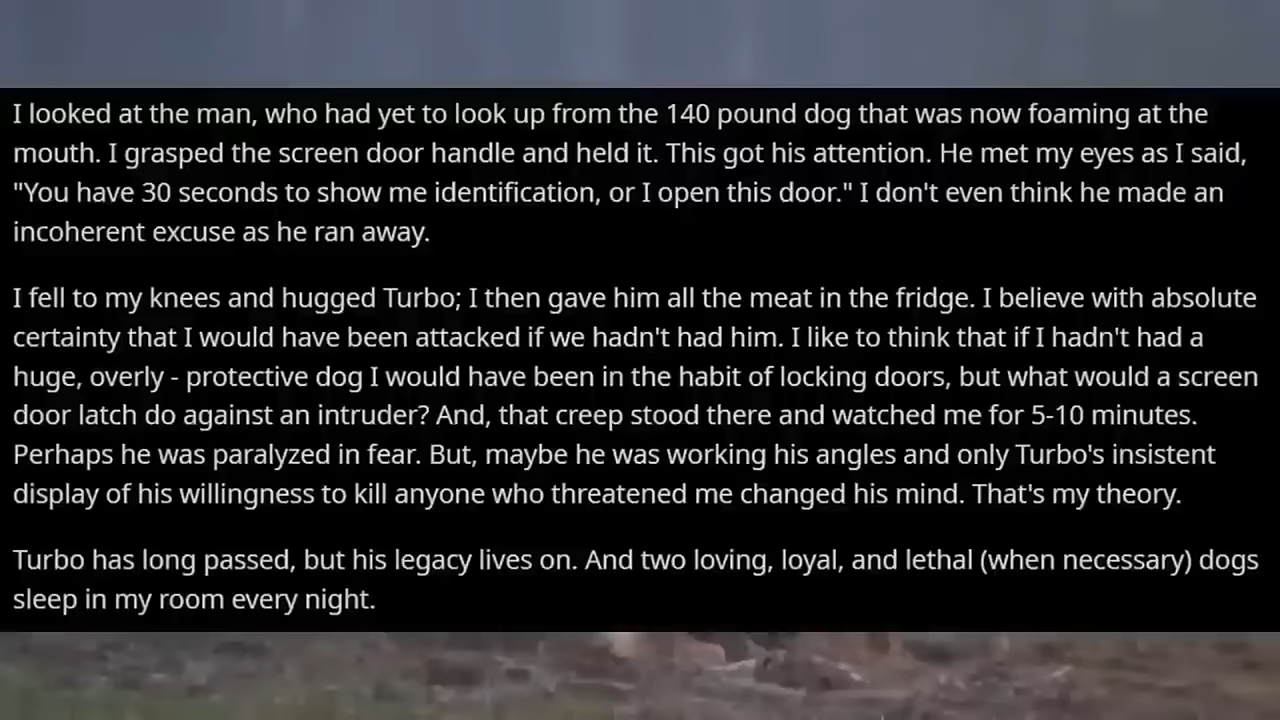 I looked at the man, who had yet to look up from the 140 pound dog that was now foaming at the
mouth. I grasped the screen door handle and held it. This got his attention. He met my eyes as I said,
"You have 30 seconds to show me identification, or I open this door." I don't even think he made an
incoherent excuse as he ran away.
I fell to my knees and hugged Turbo; I then gave him all the meat in the fridge. I believe with absolute
certainty that I would have been attacked if we hadn't had him. I like to think that if I hadn't had a
huge, overly - protective dog I would have been in the habit of locking doors, but what would a screen
door latch do against an intruder? And, that creep stood there and watched me for 5-10 minutes.
Perhaps he was paralyzed in fear. But, maybe he was working his angles and only Turbo's insistent
display of his willingness to kill anyone who threatened me changed his mind. That's my theory.
Turbo has long passed, but his legacy lives on. And two loving, loyal, and lethal (when necessary) dogs
sleep in my room every night.